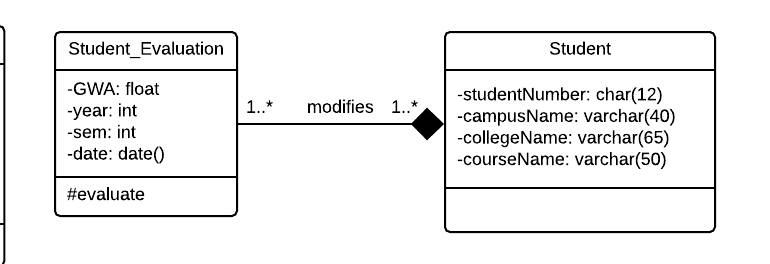 Student_Evaluation
-GWA: float
-year: int
-sem: int
-date: date()
#evaluate
1..* modifies 1..*
Student
-studentNumber: char(12)
-campusName: varchar(40)
-collegeName: varchar(65)
-courseName: varchar(50)